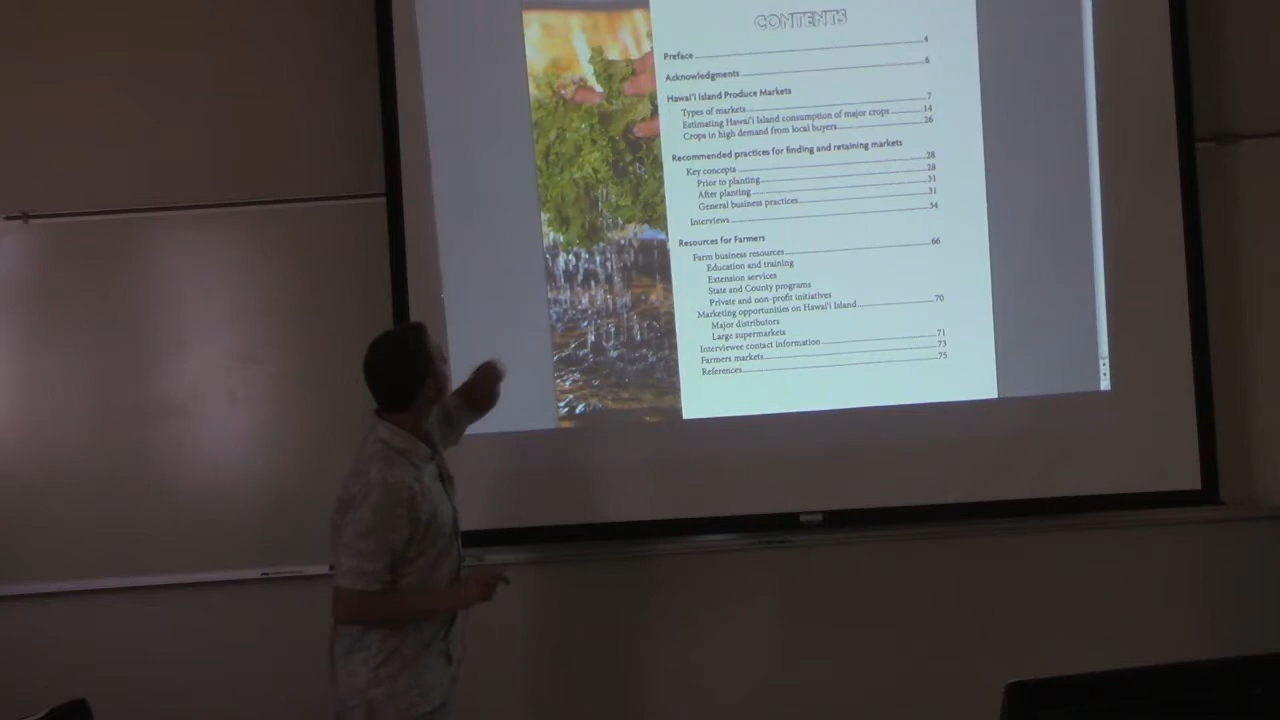 CONTENTS
Preface 4
Acknowledgments 6
Hawai'i Island Produce Markets
Types of markets 7
Estimating Hawai'i Island consumption of major crops 14
Crops in high demand from local buyers 26
Recommended practices for finding and retaining markets
Key concepts 28
Prior to planting 28
After planting 31
General business practices 31
Interviews 34
Resources for Farmers
Farm business resources 66
Education and training
Extension services
State and County programs
Private and non-profit initiatives
Marketing opportunities on Hawai'i Island 70
Major distributors
Large supermarkets
Interviewee contact information 71
Farmers markets 73
References 75